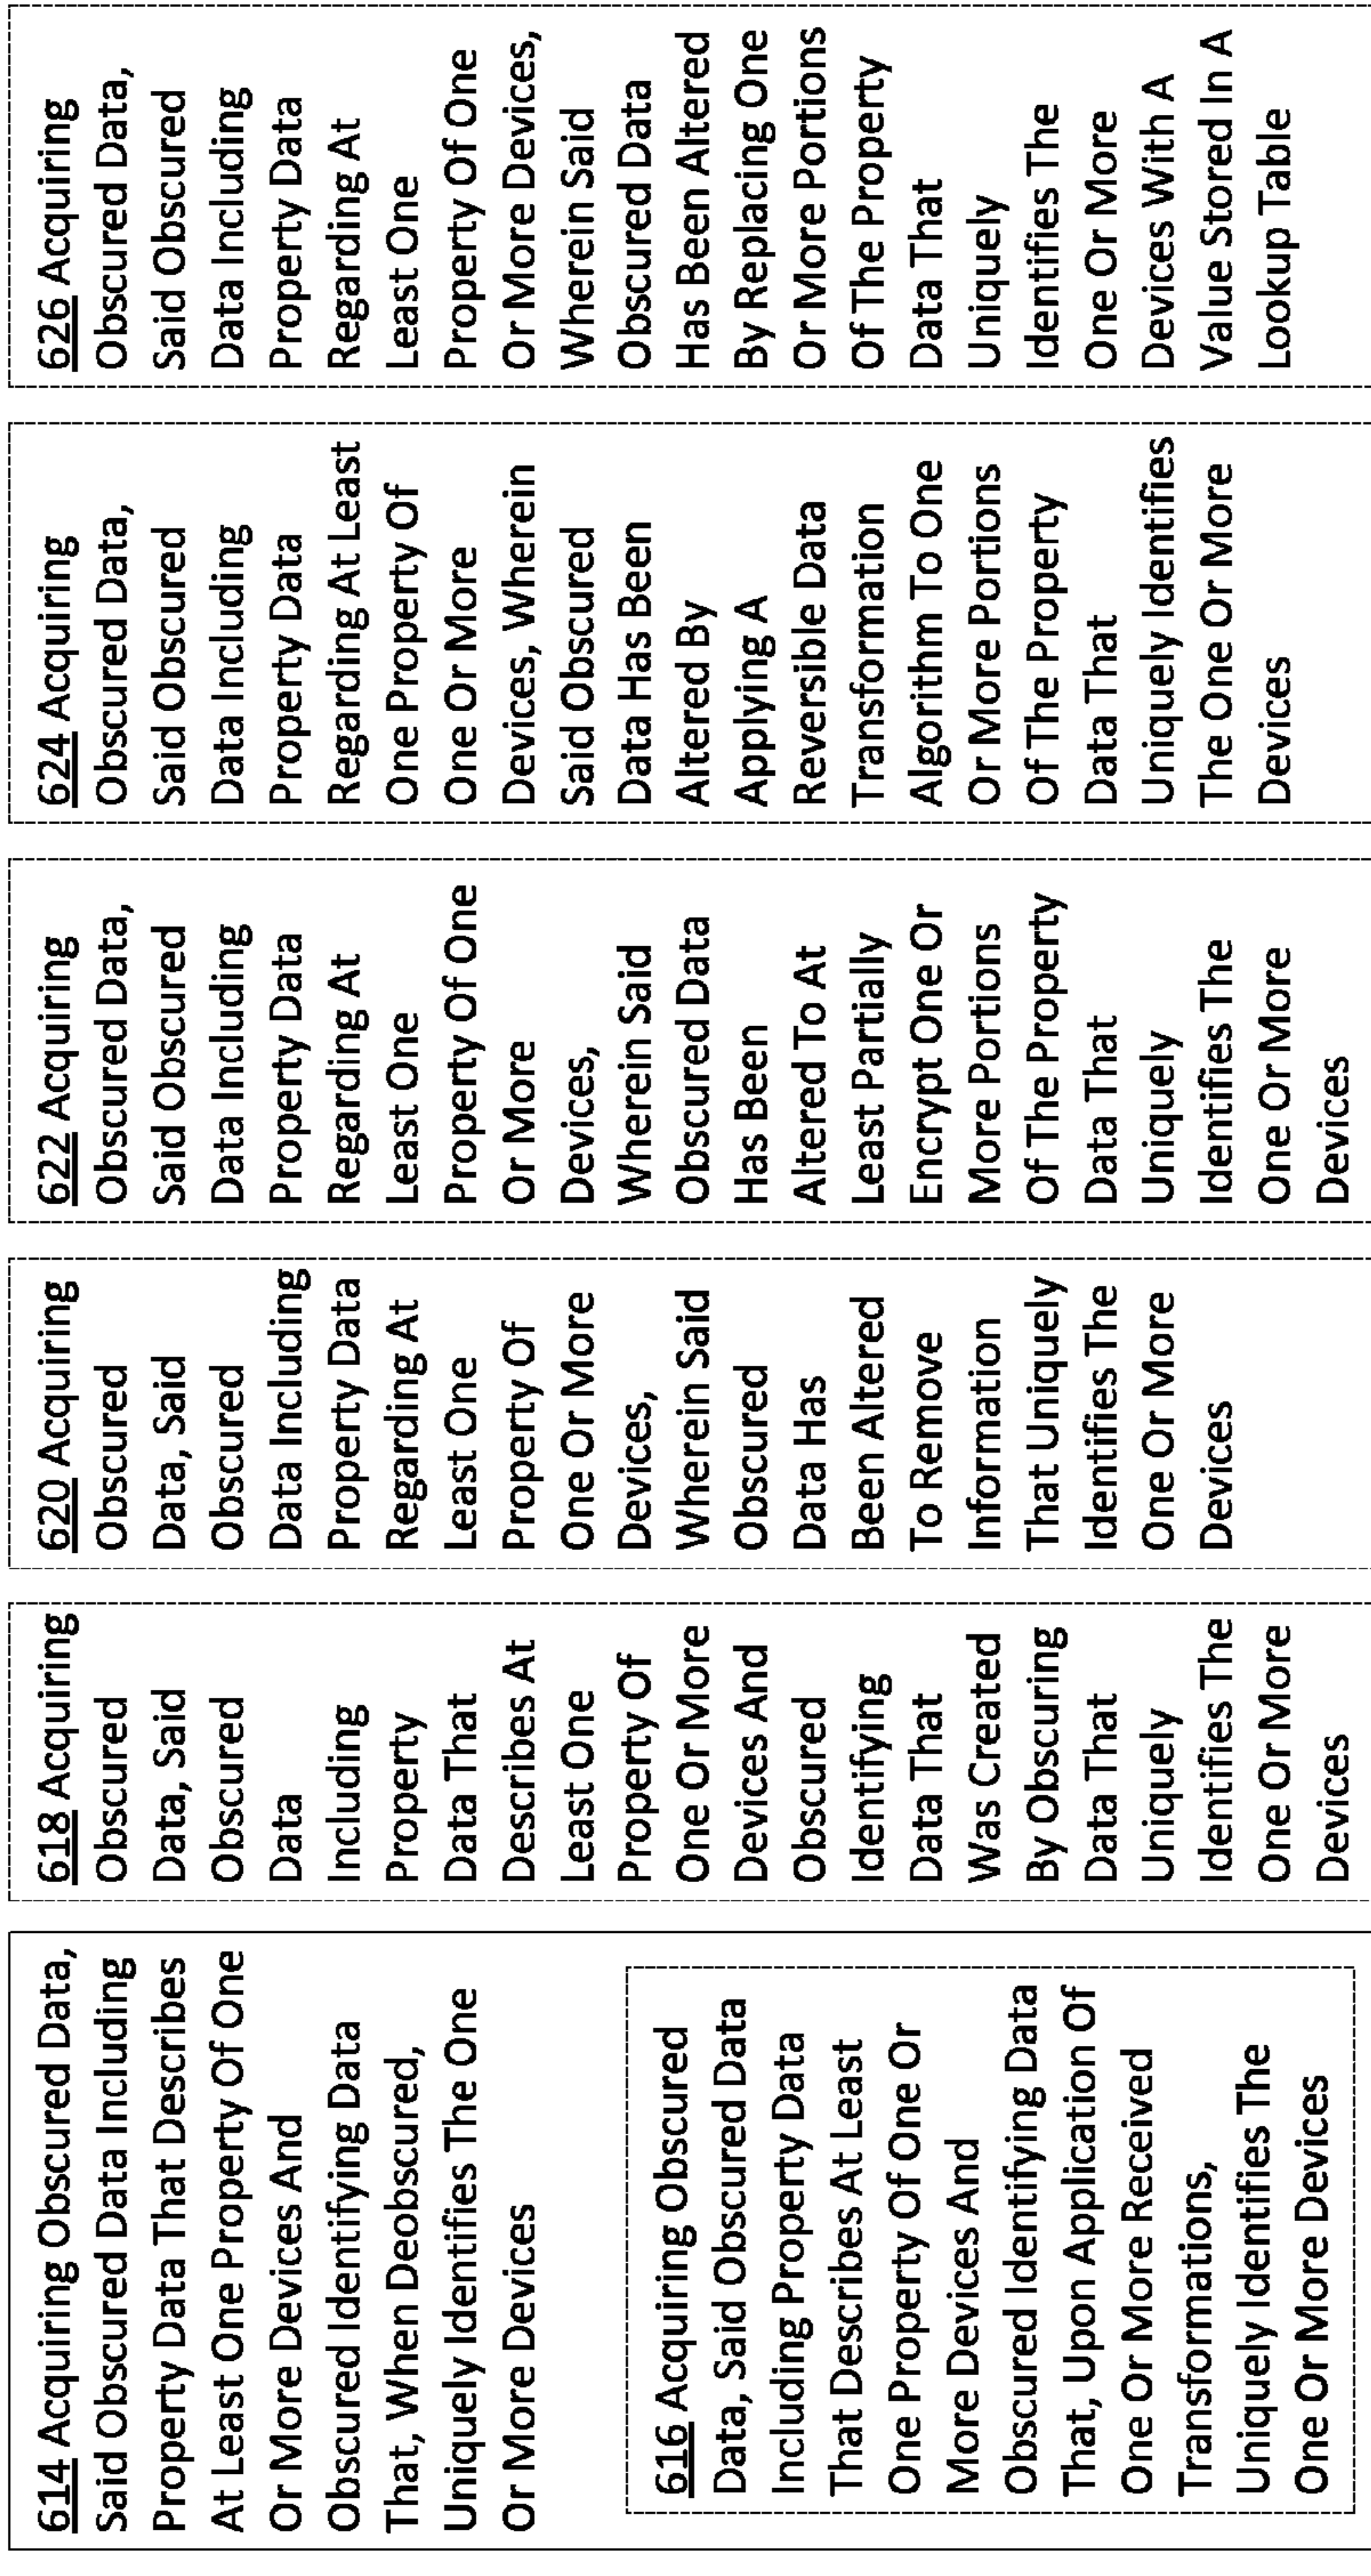 614 Acquiring Obscured Data,
Said Obscured Data Including
Property Data That Describes
At Least One Property Of One
Or More Devices And
Obscured Identifying Data
That, When Deobscured,
Uniquely Identifies The One
Or More Devices
616 Acquiring Obscured
Data, Said Obscured Data
Including Property Data
That Describes At Least
One Property Of One Or
More Devices And
Obscured Identifying Data
That, Upon Application Of
One Or More Received
Transformations,
Uniquely Identifies The
One Or More Devices
618 Acquiring
Obscured
Data, Said
Obscured
Data
Including
Property
Data That
Describes At
Least One
Property Of
One Or More
Devices And
Obscured
Identifying
Data That
Was Created
By Obscuring
Data That
Uniquely
Identifies The
One Or More
Devices
620 Acquiring
Obscured
Data, Said
Obscured
Data Including
Property Data
Regarding At
Least One
Property Of
One Or More
Devices,
Wherein Said
Obscured
Data Has
Been Altered
To Remove
Information
That Uniquely
Identifies The
One Or More
Devices
622 Acquiring
Obscured Data,
Said Obscured
Data Including
Property Data
Regarding At
Least One
Property Of One
Or More
Devices,
Wherein Said
Obscured Data
Has Been
Altered To At
Least Partially
Encrypt One Or
More Portions
Of The Property
Data That
Uniquely
Identifies The
One Or More
Devices
624 Acquiring
Obscured Data,
Said Obscured
Data Including
Property Data
Regarding At Least
One Property Of
One Or More
Devices, Wherein
Said Obscured
Data Has Been
Altered By
Applying A
Reversible Data
Transformation
Algorithm To One
Or More Portions
Of The Property
Data That
Uniquely Identifies
The One Or More
Devices
626 Acquiring
Obscured Data,
Said Obscured
Data Including
Property Data
Regarding At
Least One
Property Of One
Or More Devices,
Wherein Said
Obscured Data
Has Been Altered
By Replacing One
Or More Portions
Of The Property
Data That
Uniquely
Identifies The
One Or More
Devices With A
Value Stored In A
Lookup Table